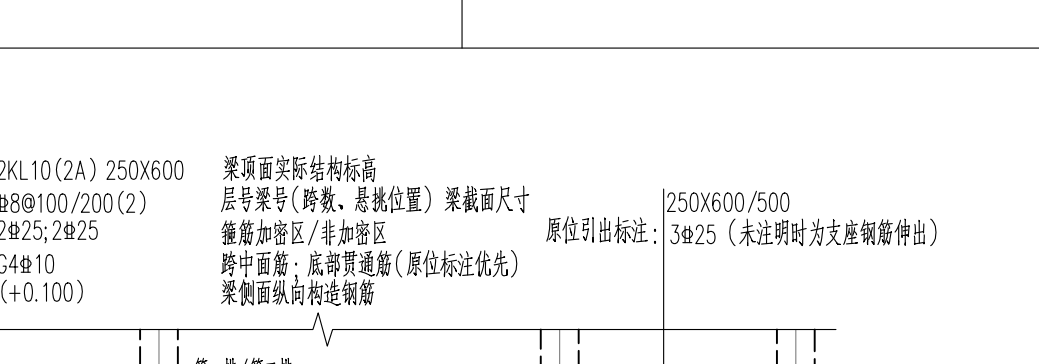 2KL10(2A) 250X600
⌀8@100/200(2)
2⌀25;2⌀25
G4⌀10
(+0.100)
梁顶面实际结构标高
层号梁号(跨数、悬挑位置) 梁截面尺寸
箍筋加密区/非加密区
跨中面筋; 底部贯通筋(原位标注优先)
梁侧面纵向构造钢筋
原位引出标注:
250X600/500
3⌀25 (未注明时为支座钢筋伸出)